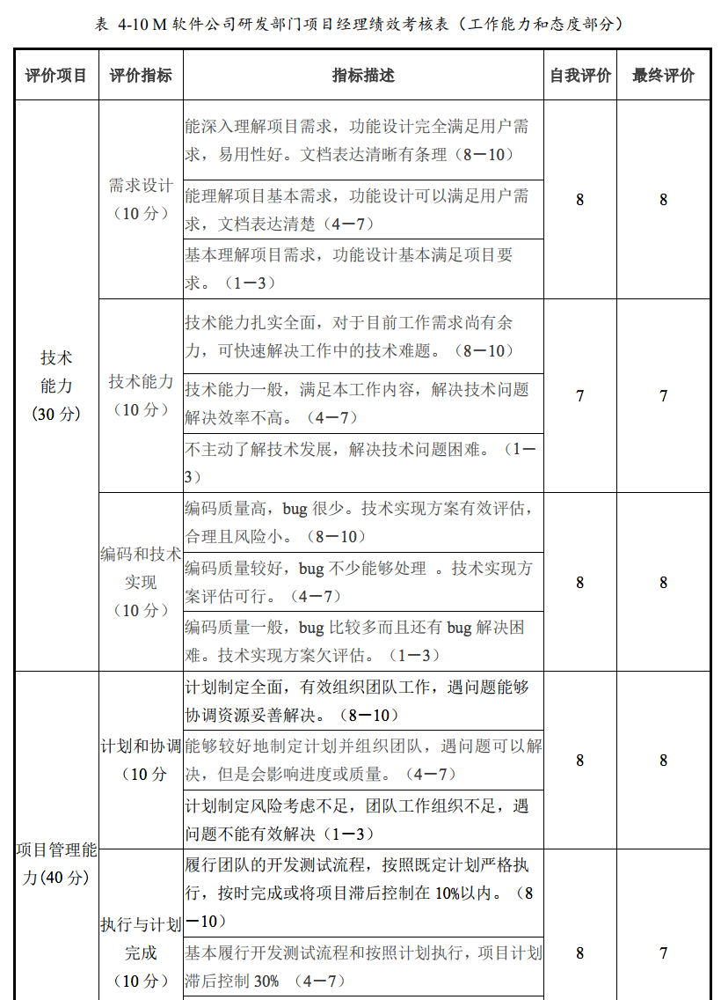 表 4-10 M 软件公司研发部门项目经理绩效考核表（工作能力和态度部分）
评价项目 评价指标 指标描述 自我评价 最终评价
技术
能力
(30 分)
需求设计
（10 分）
能深入理解项目需求，功能设计完全满足用户需
求，易用性好。文档表达清晰有条理（8－10）
能理解项目基本需求，功能设计可以满足用户需
求，文档表达清楚（4－7）
基本理解项目需求，功能设计基本满足项目要
求。（1－3）
8
8
技术能力
（10 分）
技术能力扎实全面，对于目前工作需求尚有余
力，可快速解决工作中的技术难题。（8－10）
技术能力一般，满足本工作内容，解决技术问题
解决效率不高。（4－7）
不主动了解技术发展，解决技术问题困难。（1－
3）
7
7
编码和技术
实现
（10 分）
编码质量高，bug 很少。技术实现方案有效评估，
合理且风险小。（8－10）
编码质量较好，bug 不少能够处理 。技术实现方
案评估可行。（4－7）
编码质量一般，bug 比较多而且还有 bug 解决困
难。技术实现方案欠评估。（1－3）
8
8
项目管理能
力(40 分)
计划和协调
（10 分
计划制定全面，有效组织团队工作，遇问题能够
协调资源妥善解决。（8－10）
能够较好地制定计划并组织团队，遇问题可以解
决，但是会影响进度或质量。（4－7）
计划制定风险考虑不足，团队工作组织不足，遇
问题不能有效解决（1－3）
8
8
执行与计划
完成
（10 分）
履行团队的开发测试流程，按照既定计划严格执
行，按时完成或将项目滞后控制在 10%以内。（8
－10）
基本履行开发测试流程和按照计划执行，项目计划
滞后控制 30% （4－7）
8
7